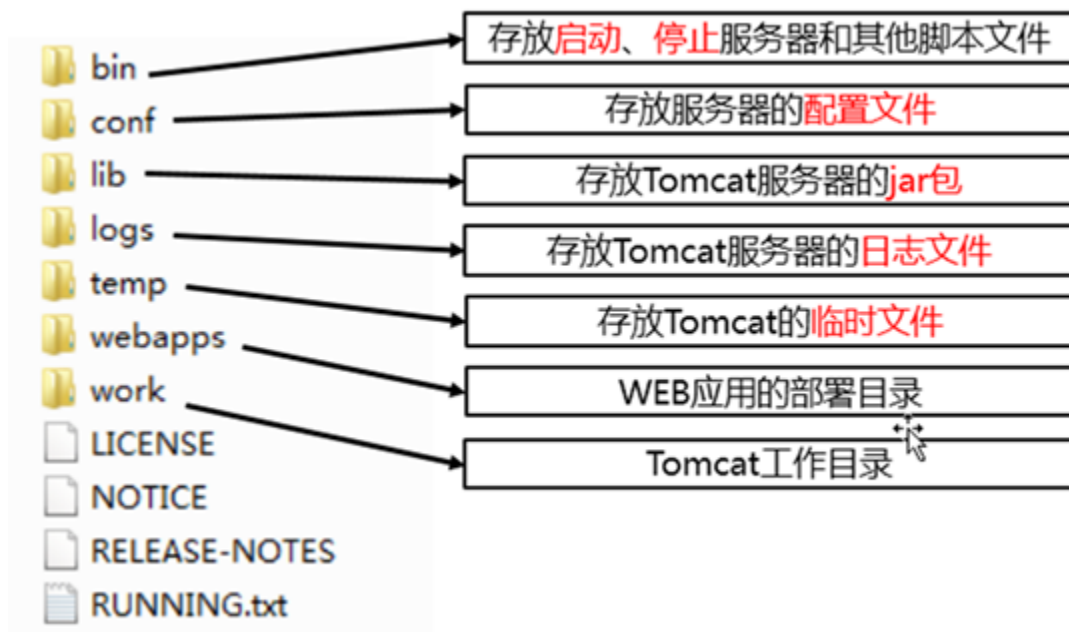 bin
存放启动、停止服务器和其他脚本文件
conf
存放服务器的配置文件
lib
存放Tomcat服务器的jar包
logs
存放Tomcat服务器的日志文件
temp
存放Tomcat的临时文件
webapps
WEB应用的部署目录
work
Tomcat工作目录
LICENSE
NOTICE
RELEASE-NOTES
RUNNING.txt